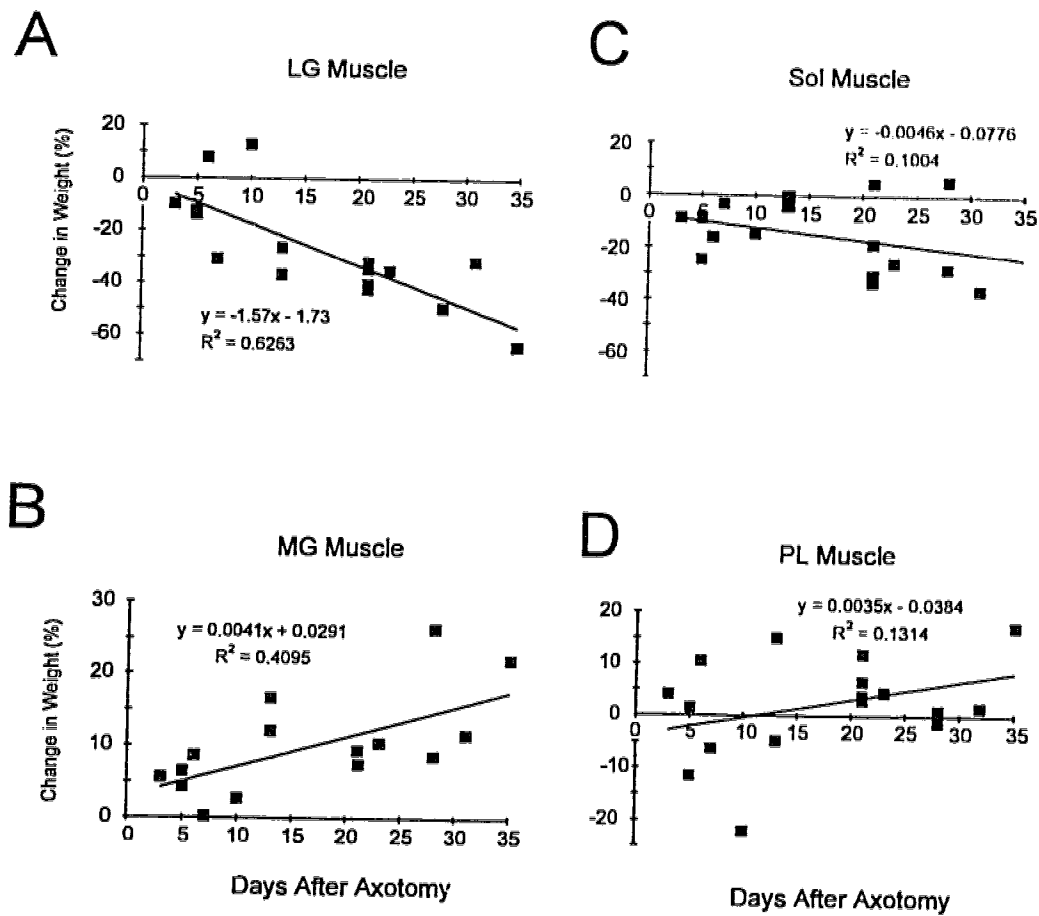 A
LG Muscle
Change in Weight (%)
20
0
-20
-40
-60
0 5 10 15 20 25 30 35
y = -1.57x - 1.73
R² = 0.6263
C
Sol Muscle
y = -0.0046x - 0.0776
R² = 0.1004
20
0
-20
-40
-60
0 5 10 15 20 25 30 35
B
MG Muscle
Change in Weight (%)
30
20
10
0
y = 0.0041x + 0.0291
R² = 0.4095
0 5 10 15 20 25 30 35
Days After Axotomy
D
PL Muscle
y = 0.0035x - 0.0384
R² = 0.1314
20
10
0
-10
-20
0 5 10 15 20 25 30 35
Days After Axotomy